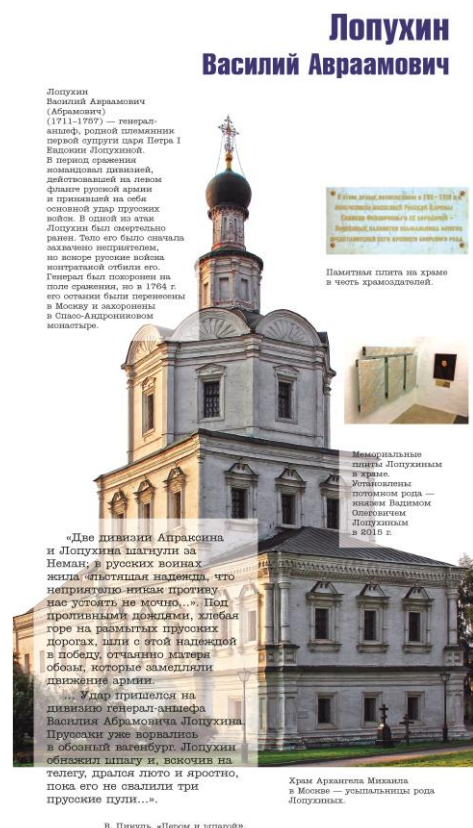 Лопухин
Василий Авраамович
Лопухин
Василий Авраамович
(Абрамович)
(1711–1757) — генерал-
аншеф, родной племянник
первой супруги царя Петра I
Евдокии Лопухиной.
В период сражения
командовал дивизией,
действовавшей на левом
фланге русской армии
и принявшей на себя
основной удар прусских
войск. В одной из атак
Лопухин был смертельно
ранен. Тело его было сначала
захвачено неприятелем,
но вскоре русские войска
контратакой отбили его.
Генерал был похоронен на
поле сражения, но в 1764 г.
его останки были перенесены
в Москву и захоронены
в Спасо-Андрониковом
монастыре.
Памятная плита на храме
в честь храмоздателей.
Мемориальные
плиты Лопухиным
в храме.
Установлены
потомком рода —
князем Вадимом
Олеговичем
Лопухиным
в 2015 г.
«Две дивизии Апраксина
и Лопухина шагнули за
Неман; в русских воинах
жила «льстящая надежда, что
неприятелю никак противу
нас устоять не мочно...». Под
проливными дождями, хлебая
горе на размытых прусских
дорогах, шли с этой надеждой
в победу, отчаянно матеря
обозы, которые замедляли
движение армии.
... Удар пришелся на
дивизию генерал-аншефа
Василия Абрамовича Лопухина.
Пруссаки уже ворвались
в обозный вагенбург. Лопухин
обнажил шпагу и, вскочив на
телегу, дрался люто и яростно,
пока его не свалили три
прусские пули...».
В. Пикуль. «Пером и шпагой».
Храм Архангела Михаила
в Москве — усыпальницы рода
Лопухиных.